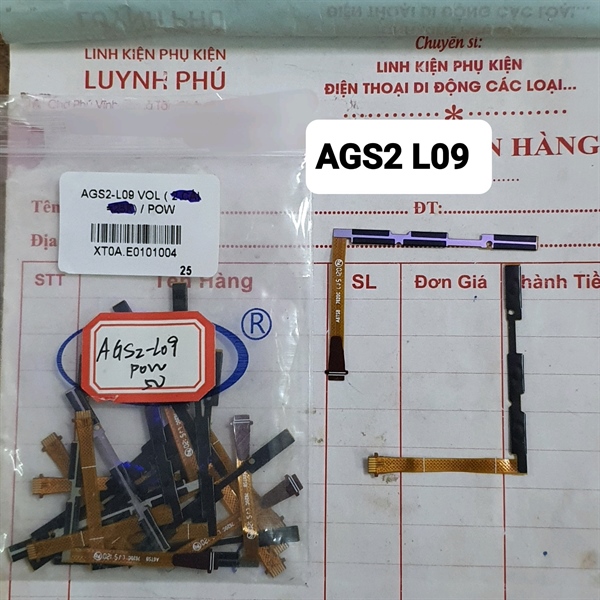 LINH KIỆN PHỤ KIỆN
LUYNH PHÚ
Chuyên sỉ:
LINH KIỆN PHỤ KIỆN
ĐIỆN THOẠI DI ĐỘNG CÁC LOẠI...
HÀNG
AGS2 L09
AGS2-L09 VOL (
) / POW
XT0A.E0101004
25
Tên
ĐT:
Địa
STT
Tên Hàng
SL
Đơn Giá
Thành Tiề
®
AGS2-L09
POW